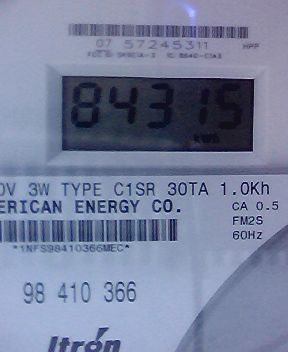 07 57245311 HPP
84315
kWh
0V 3W TYPE C1SR 30TA 1.0Kh
ERICAN ENERGY CO. CA 0.5
FM2S
60Hz
*1NFS98410366MEC*
98 410 366
Itron